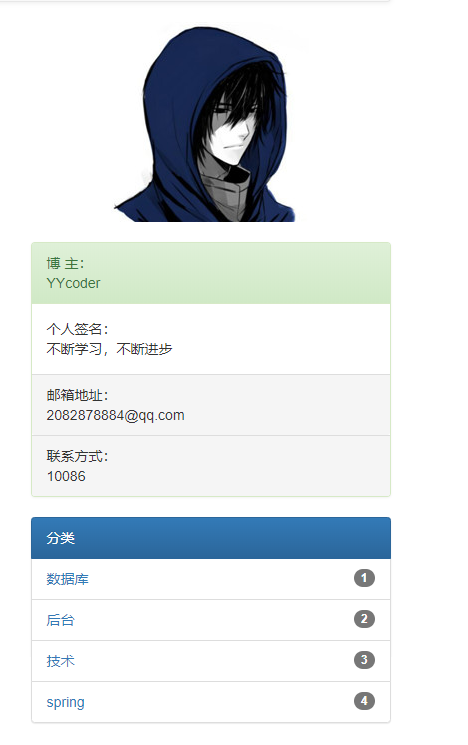 博 主:
YYcoder
个人签名:
不断学习，不断进步
邮箱地址:
2082878884@qq.com
联系方式:
10086
分类
数据库 1
后台 2
技术 3
spring 4